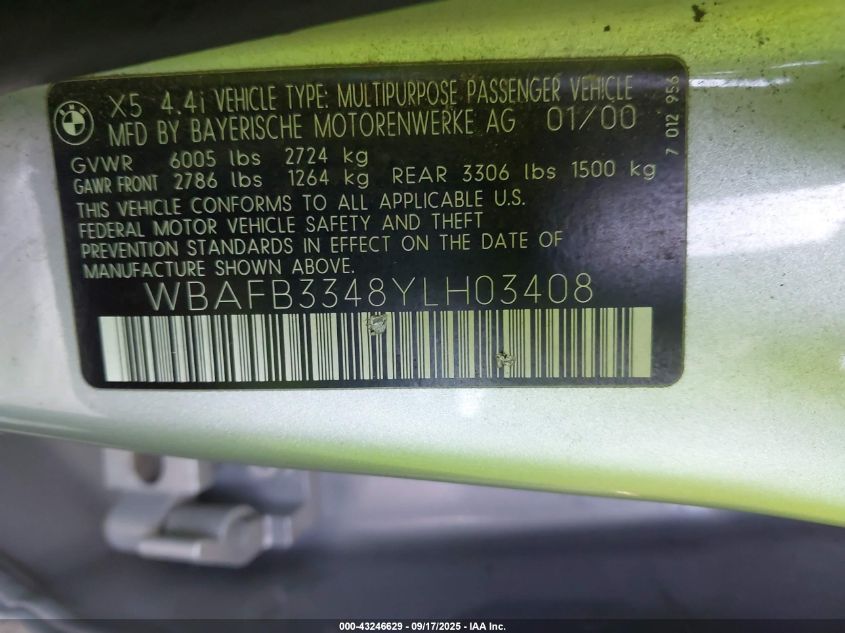 BMW
X5 4.4i VEHICLE TYPE: MULTIPURPOSE PASSENGER VEHICLE
MFD BY BAYERISCHE MOTORENWERKE AG 01/00
GVWR 6005 lbs 2724 kg
GAWR FRONT 2786 lbs 1264 kg REAR 3306 lbs 1500 kg
THIS VEHICLE CONFORMS TO ALL APPLICABLE U.S.
FEDERAL MOTOR VEHICLE SAFETY AND THEFT
PREVENTION STANDARDS IN EFFECT ON THE DATE OF
MANUFACTURE SHOWN ABOVE.
WBAFB3348YLH03408
7 012 956
000-43246629 - 09/17/2025 - IAA Inc.